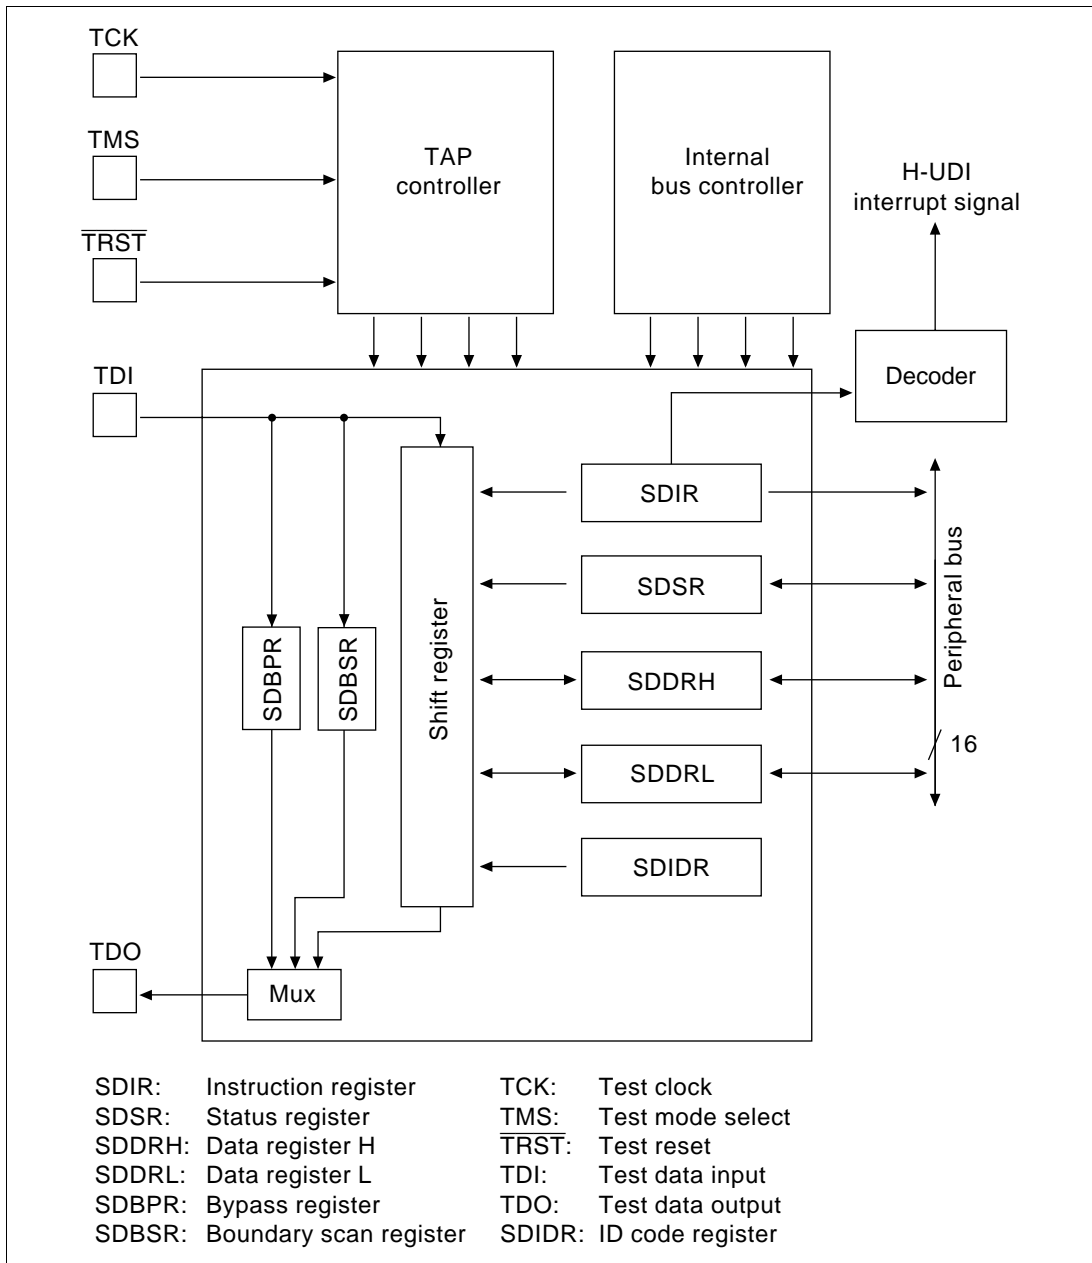 TCK
TMS
TRST
TAP
controller
Internal
bus controller
H-UDI
interrupt signal
TDI
Decoder
SDIR
SDSR
SDDRH
SDDRL
SDIDR
SDBPR
SDBSR
Shift register
Peripheral bus
16
TDO
Mux
SDIR: Instruction register
SDSR: Status register
SDDRH: Data register H
SDDRL: Data register L
SDBPR: Bypass register
SDBSR: Boundary scan register
TCK: Test clock
TMS: Test mode select
TRST: Test reset
TDI: Test data input
TDO: Test data output
SDIDR: ID code register